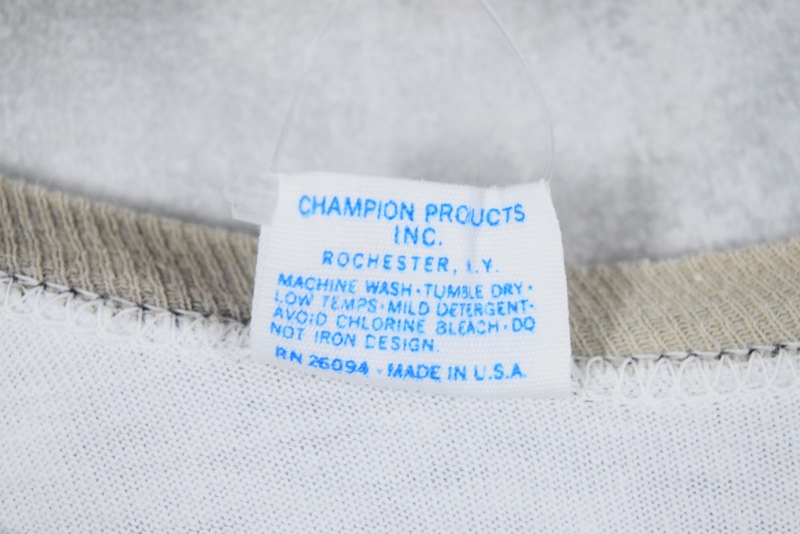 CHAMPION PRODUCTS
INC.
ROCHESTER, N.Y.
MACHINE WASH·TUMBLE DRY·
LOW TEMPS·MILD DETERGENT·
AVOID CHLORINE BLEACH·DO
NOT IRON DESIGN.
RN 26094 · MADE IN U.S.A.